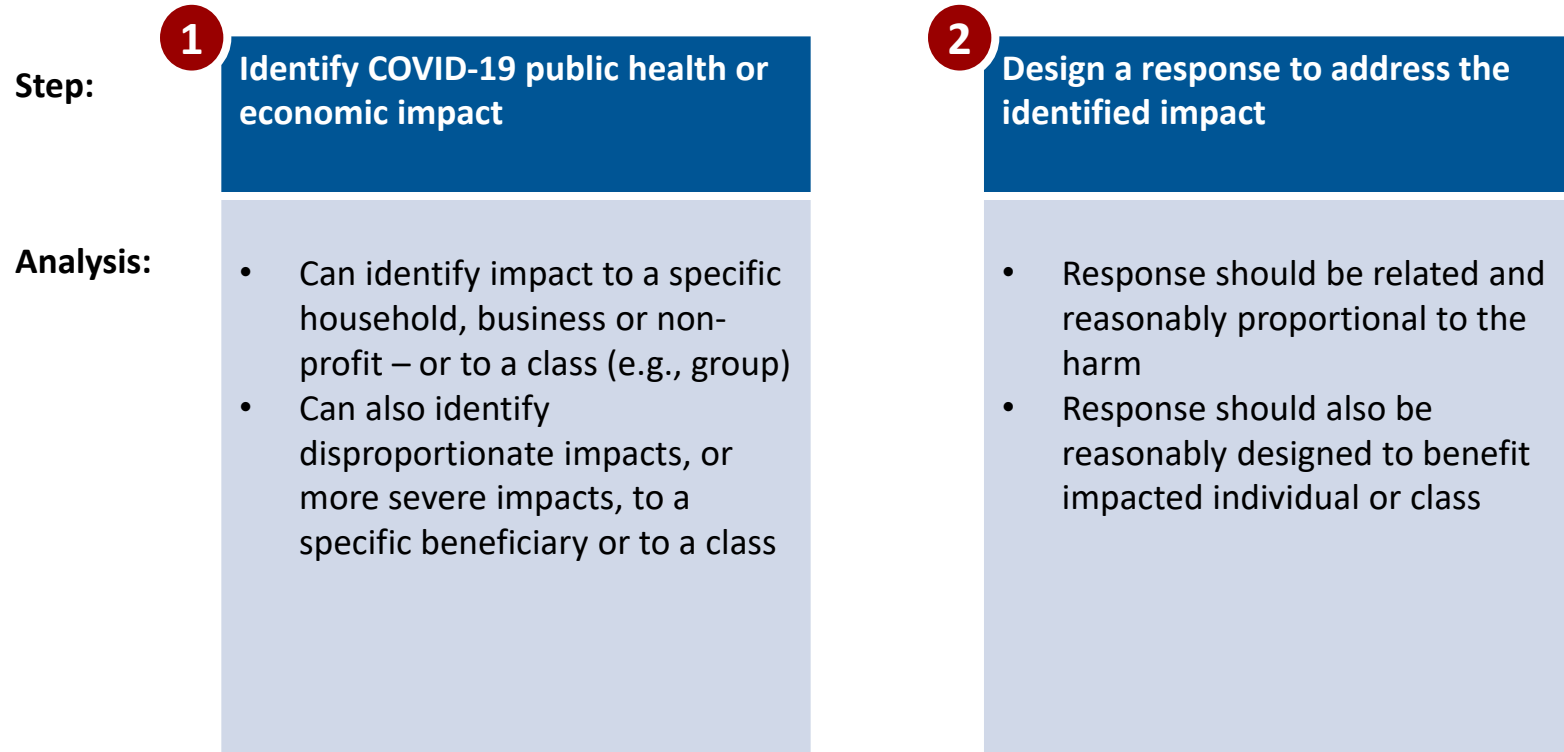 Step:
1
Identify COVID-19 public health or
economic impact
2
Design a response to address the
identified impact
Analysis:
• Can identify impact to a specific
household, business or non-
profit – or to a class (e.g., group)
• Can also identify
disproportionate impacts, or
more severe impacts, to a
specific beneficiary or to a class
• Response should be related and
reasonably proportional to the
harm
• Response should also be
reasonably designed to benefit
impacted individual or class